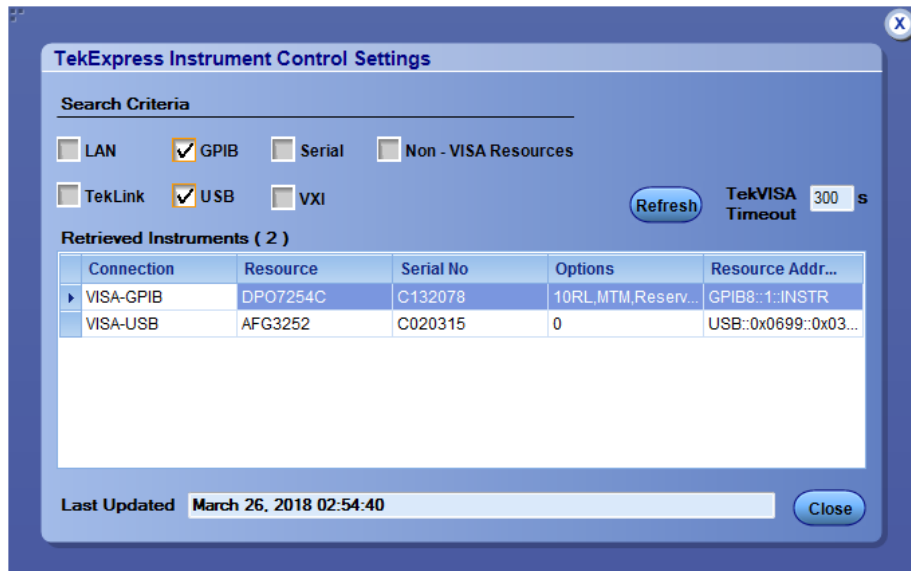 X
TekExpress Instrument Control Settings
Search Criteria
LAN GPIB Serial Non - VISA Resources
TekLink USB VXI Refresh TekVISA Timeout 300 s
Retrieved Instruments ( 2 )
Connection Resource Serial No Options Resource Addr...
VISA-GPIB DPO7254C C132078 10RL,MTM,Reserv... GPIB8::1::INSTR
VISA-USB AFG3252 C020315 0 USB::0x0699::0x03...
Last Updated March 26, 2018 02:54:40 Close